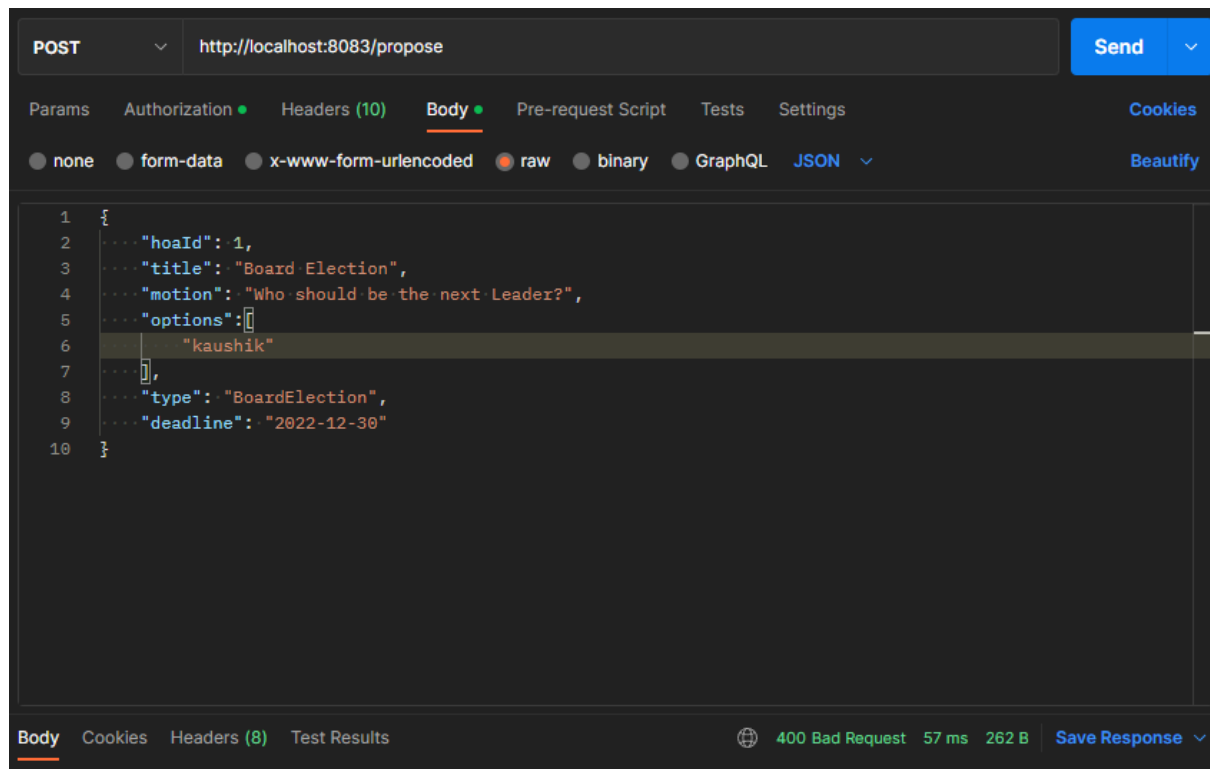 POST http://localhost:8083/propose Send
Params Authorization Headers (10) Body Pre-request Script Tests Settings Cookies
none form-data x-www-form-urlencoded raw binary GraphQL JSON Beautify
1 {
2 "hoaId": 1,
3 "title": "Board Election",
4 "motion": "Who should be the next Leader?",
5 "options":[
6 "kaushik"
7 ],
8 "type": "BoardElection",
9 "deadline": "2022-12-30"
10 }
Body Cookies Headers (8) Test Results 400 Bad Request 57 ms 262 B Save Response